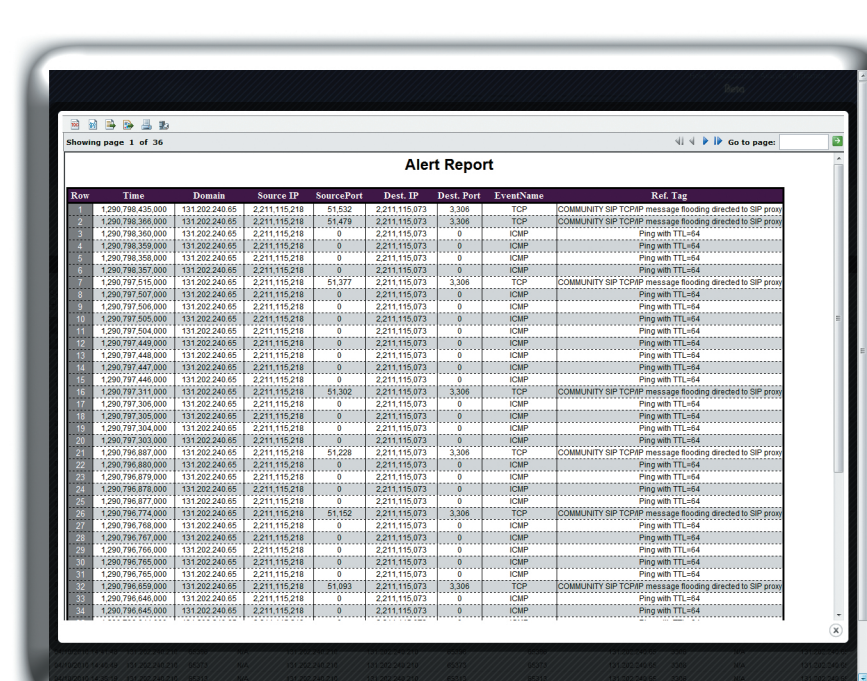 Beta
Showing page 1 of 36 Go to page:
Alert Report
Row Time Domain Source IP SourcePort Dest. IP Dest. Port EventName Ref. Tag
1 1,290,798,435,000 131.202.240.65 2,211,115,218 51,532 2,211,115,073 3,306 TCP COMMUNITY SIP TCP/IP message flooding directed to SIP proxy
2 1,290,798,366,000 131.202.240.65 2,211,115,218 51,479 2,211,115,073 3,306 TCP COMMUNITY SIP TCP/IP message flooding directed to SIP proxy
3 1,290,798,360,000 131.202.240.65 2,211,115,218 0 2,211,115,073 0 ICMP Ping with TTL=64
4 1,290,798,359,000 131.202.240.65 2,211,115,218 0 2,211,115,073 0 ICMP Ping with TTL=64
5 1,290,798,358,000 131.202.240.65 2,211,115,218 0 2,211,115,073 0 ICMP Ping with TTL=64
6 1,290,798,357,000 131.202.240.65 2,211,115,218 0 2,211,115,073 0 ICMP Ping with TTL=64
7 1,290,797,515,000 131.202.240.65 2,211,115,218 51,377 2,211,115,073 3,306 TCP COMMUNITY SIP TCP/IP message flooding directed to SIP proxy
8 1,290,797,507,000 131.202.240.65 2,211,115,218 0 2,211,115,073 0 ICMP Ping with TTL=64
9 1,290,797,506,000 131.202.240.65 2,211,115,218 0 2,211,115,073 0 ICMP Ping with TTL=64
10 1,290,797,505,000 131.202.240.65 2,211,115,218 0 2,211,115,073 0 ICMP Ping with TTL=64
11 1,290,797,504,000 131.202.240.65 2,211,115,218 0 2,211,115,073 0 ICMP Ping with TTL=64
12 1,290,797,449,000 131.202.240.65 2,211,115,218 0 2,211,115,073 0 ICMP Ping with TTL=64
13 1,290,797,448,000 131.202.240.65 2,211,115,218 0 2,211,115,073 0 ICMP Ping with TTL=64
14 1,290,797,447,000 131.202.240.65 2,211,115,218 0 2,211,115,073 0 ICMP Ping with TTL=64
15 1,290,797,446,000 131.202.240.65 2,211,115,218 0 2,211,115,073 0 ICMP Ping with TTL=64
16 1,290,797,311,000 131.202.240.65 2,211,115,218 51,302 2,211,115,073 3,306 TCP COMMUNITY SIP TCP/IP message flooding directed to SIP proxy
17 1,290,797,306,000 131.202.240.65 2,211,115,218 0 2,211,115,073 0 ICMP Ping with TTL=64
18 1,290,797,305,000 131.202.240.65 2,211,115,218 0 2,211,115,073 0 ICMP Ping with TTL=64
19 1,290,797,304,000 131.202.240.65 2,211,115,218 0 2,211,115,073 0 ICMP Ping with TTL=64
20 1,290,797,303,000 131.202.240.65 2,211,115,218 0 2,211,115,073 0 ICMP Ping with TTL=64
21 1,290,796,887,000 131.202.240.65 2,211,115,218 51,228 2,211,115,073 3,306 TCP COMMUNITY SIP TCP/IP message flooding directed to SIP proxy
22 1,290,796,880,000 131.202.240.65 2,211,115,218 0 2,211,115,073 0 ICMP Ping with TTL=64
23 1,290,796,879,000 131.202.240.65 2,211,115,218 0 2,211,115,073 0 ICMP Ping with TTL=64
24 1,290,796,878,000 131.202.240.65 2,211,115,218 0 2,211,115,073 0 ICMP Ping with TTL=64
25 1,290,796,877,000 131.202.240.65 2,211,115,218 0 2,211,115,073 0 ICMP Ping with TTL=64
26 1,290,796,774,000 131.202.240.65 2,211,115,218 51,152 2,211,115,073 3,306 TCP COMMUNITY SIP TCP/IP message flooding directed to SIP proxy
27 1,290,796,768,000 131.202.240.65 2,211,115,218 0 2,211,115,073 0 ICMP Ping with TTL=64
28 1,290,796,767,000 131.202.240.65 2,211,115,218 0 2,211,115,073 0 ICMP Ping with TTL=64
29 1,290,796,766,000 131.202.240.65 2,211,115,218 0 2,211,115,073 0 ICMP Ping with TTL=64
30 1,290,796,765,000 131.202.240.65 2,211,115,218 0 2,211,115,073 0 ICMP Ping with TTL=64
31 1,290,796,765,000 131.202.240.65 2,211,115,218 0 2,211,115,073 0 ICMP Ping with TTL=64
32 1,290,796,659,000 131.202.240.65 2,211,115,218 51,093 2,211,115,073 3,306 TCP COMMUNITY SIP TCP/IP message flooding directed to SIP proxy
33 1,290,796,646,000 131.202.240.65 2,211,115,218 0 2,211,115,073 0 ICMP Ping with TTL=64
34 1,290,796,645,000 131.202.240.65 2,211,115,218 0 2,211,115,073 0 ICMP Ping with TTL=64